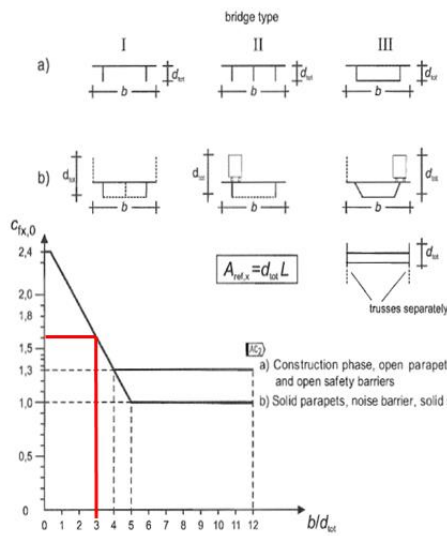 bridge type
I II III
a) d_tot d_tot d_tot
b b b
b) d_tot d_tot d_tot
b b b
c_fx,0
d_tot
A_ref,x = d_tot L
trusses separately
2,4
2,0
1,8
1,5
1,3
1,0
0,5
0
AC2
a) Construction phase, open parapet
and open safety barriers
b) Solid parapets, noise barrier, solid
0 1 2 3 4 5 6 7 8 9 10 11 12 b/d_tot